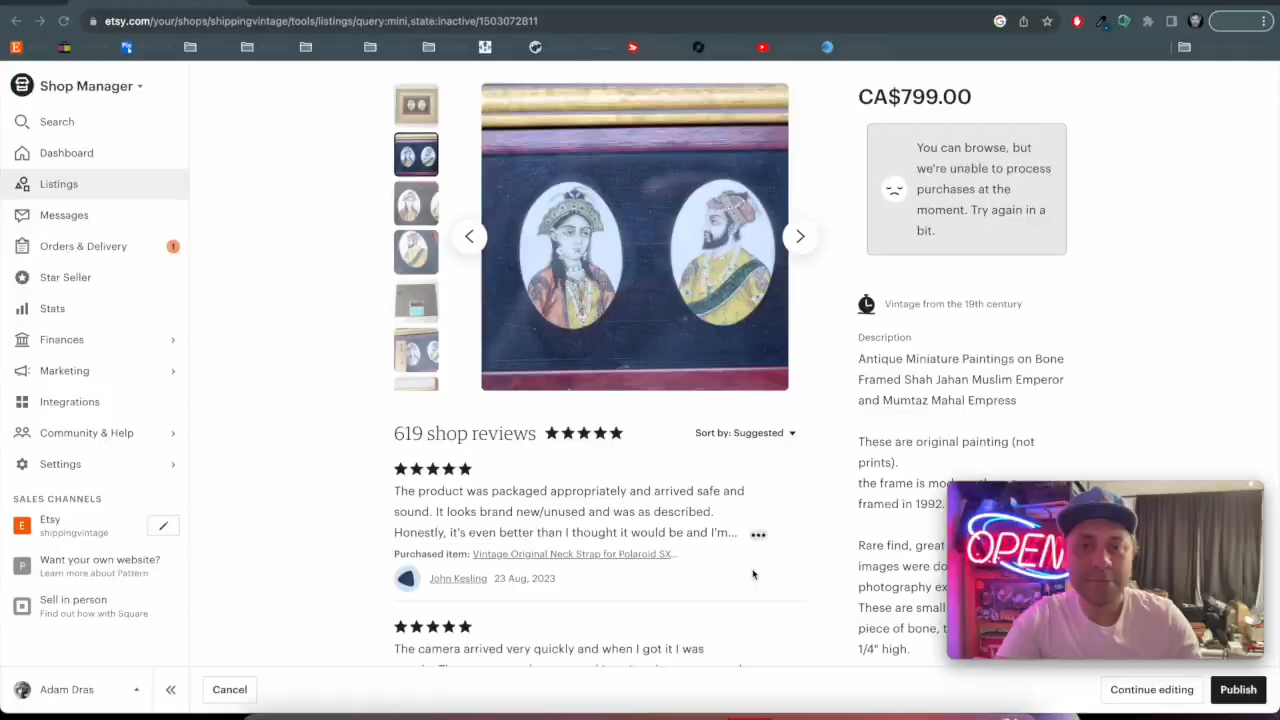 etsy.com/your/shops/shippingvintage/tools/listings/query:mini,state:inactive/1503072811
Shop Manager
Search
Dashboard
Listings
Messages
Orders & Delivery
1
Star Seller
Stats
Finances
Marketing
Integrations
Community & Help
Settings
SALES CHANNELS
E
Etsy
shippingvintage
P
Want your own website?
Learn more about Pattern
Sell in person
Find out how with Square
Adam Dras
CA$799.00
You can browse, but
we're unable to process
purchases at the
moment. Try again in a
bit.
Vintage from the 19th century
Description
Antique Miniature Paintings on Bone
Framed Shah Jahan Muslim Emperor
and Mumtaz Mahal Empress
These are original painting (not
prints).
the frame is
framed in 1992.
Rare find, great
images were do
photography ex
These are small
piece of bone,
1/4" high.
OPEN
619 shop reviews
Sort by: Suggested
The product was packaged appropriately and arrived safe and
sound. It looks brand new/unused and was as described.
Honestly, it's even better than I thought it would be and I'm...
Purchased item: Vintage Original Neck Strap for Polaroid SX...
John Kesling 23 Aug, 2023
The camera arrived very quickly and when I got it I was
Cancel
Continue editing
Publish